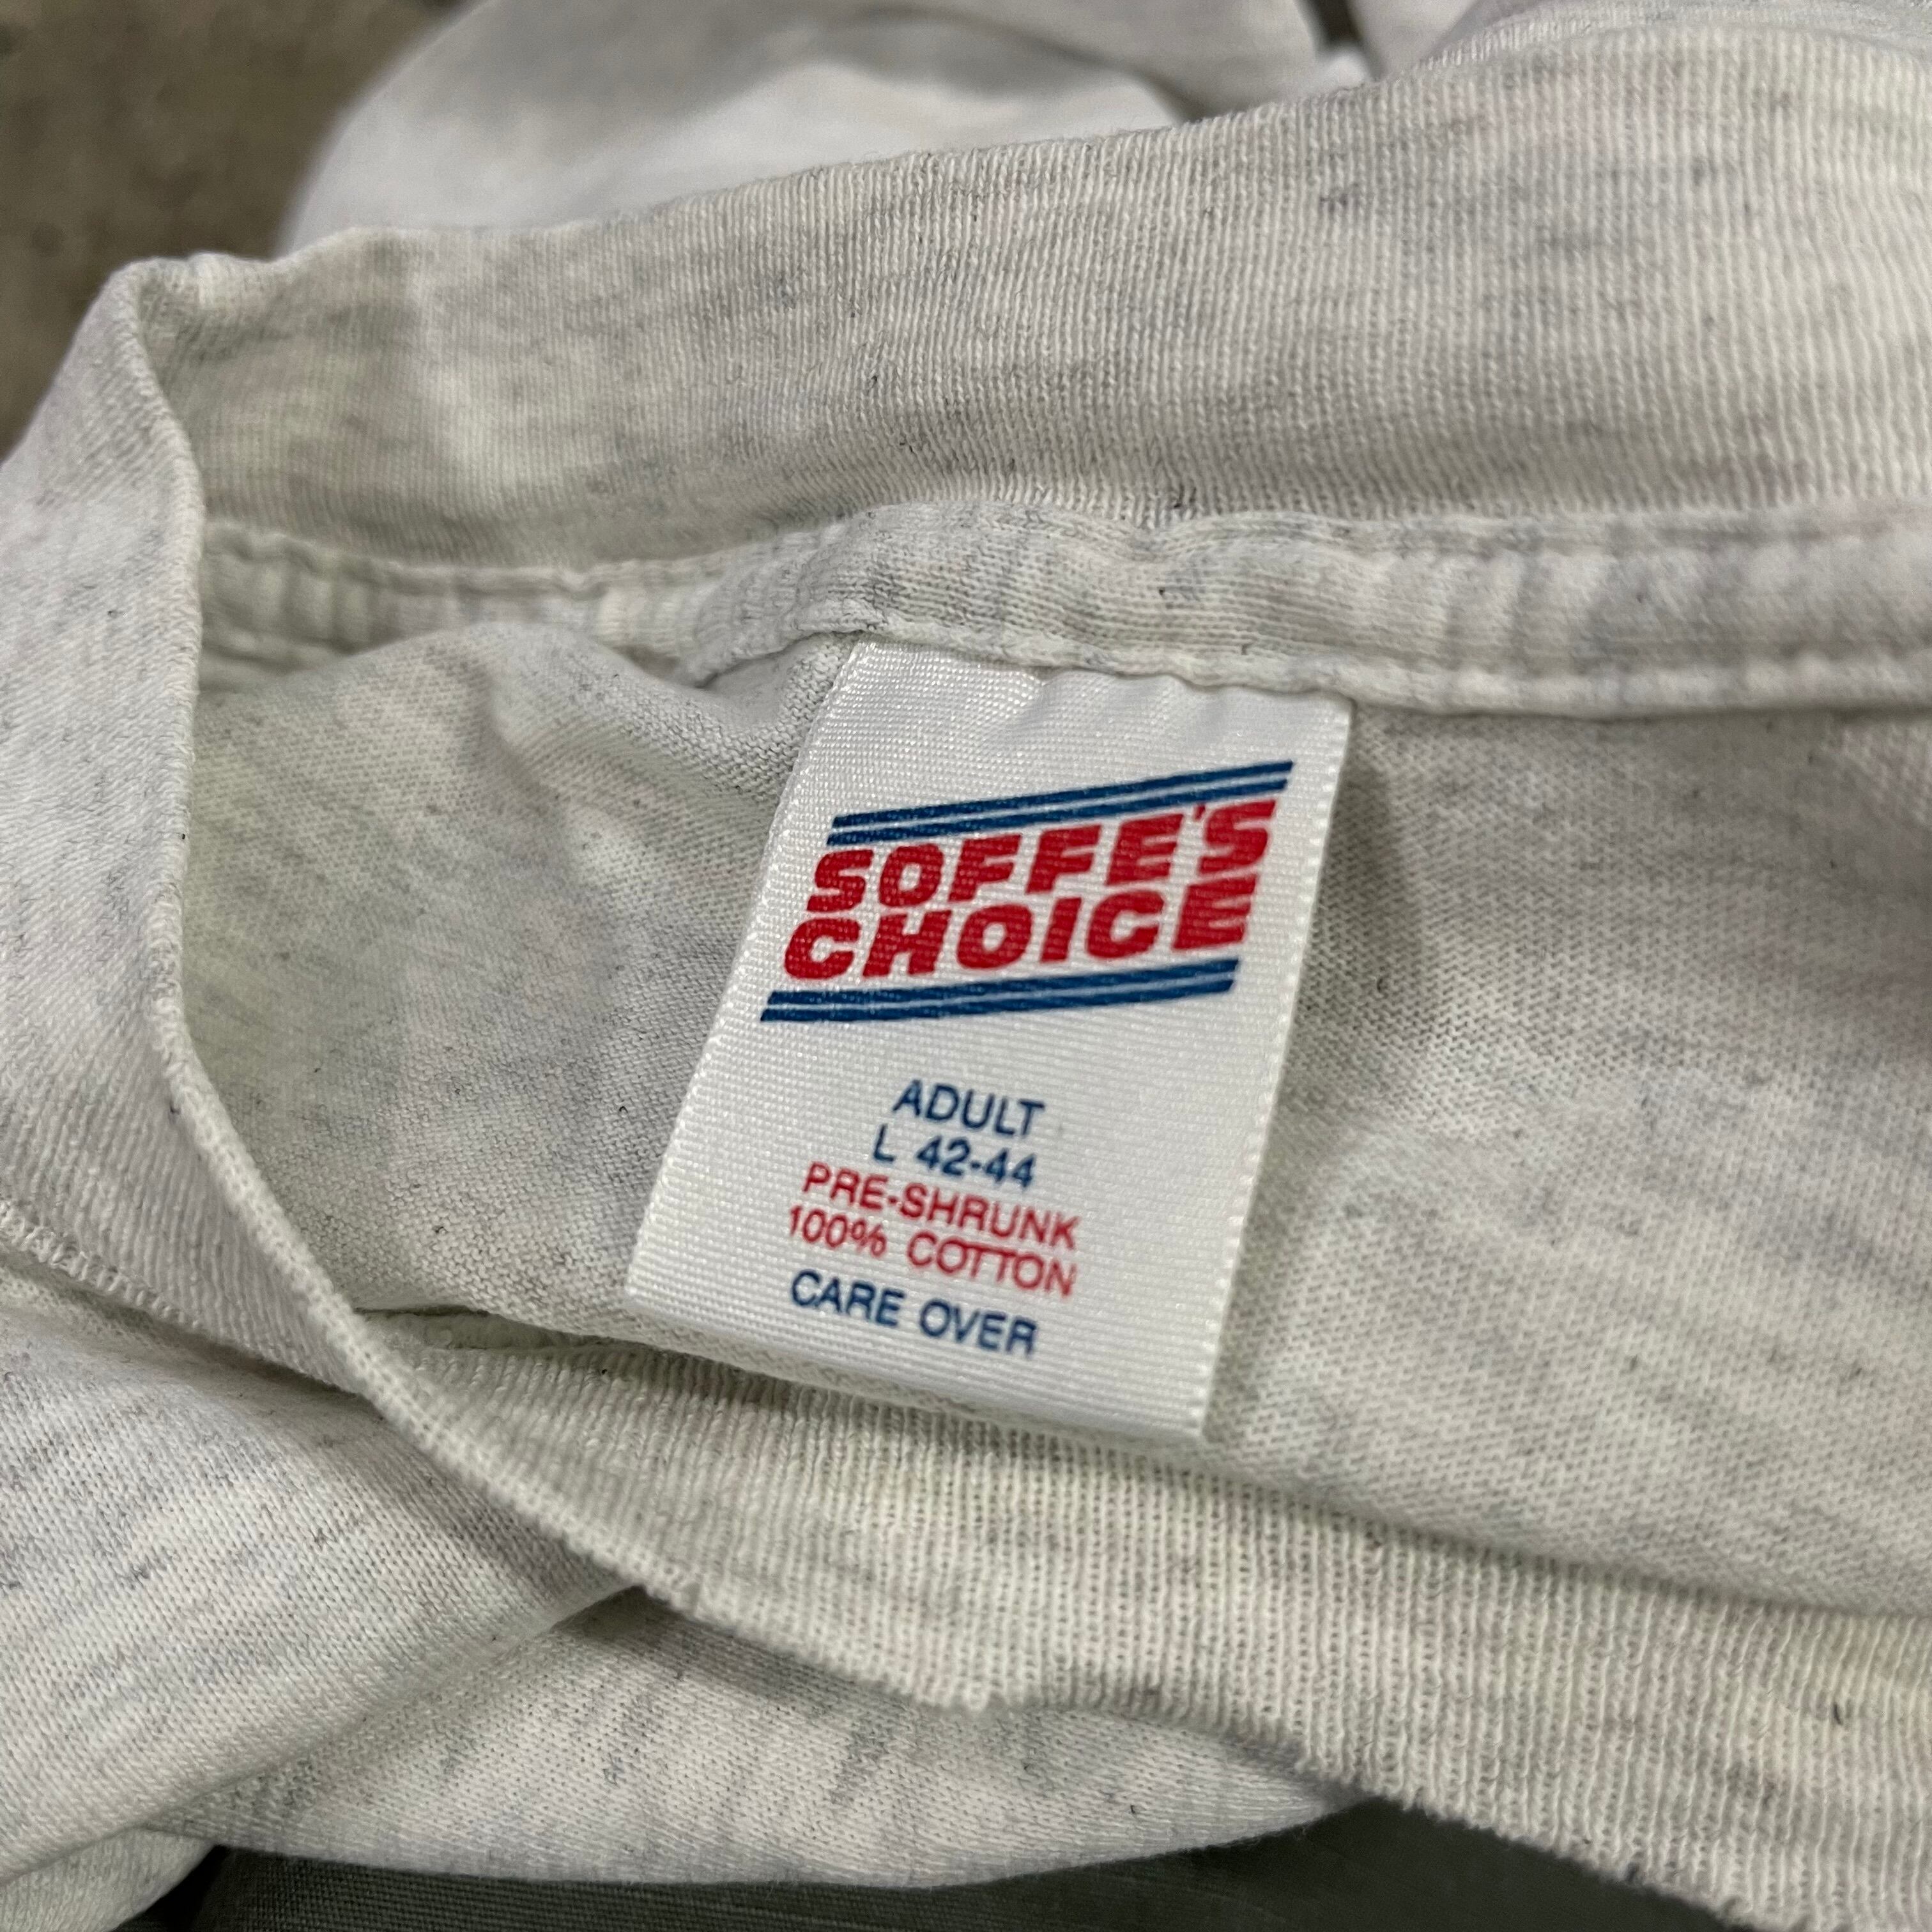 SOFFE'S
CHOICE
ADULT
L 42-44
PRE-SHRUNK
100% COTTON
CARE OVER